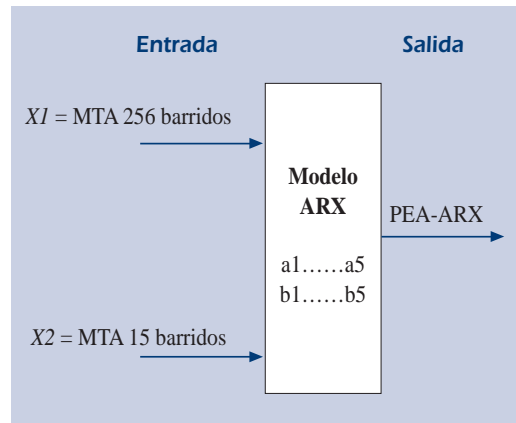 Entrada
Salida
X1 = MTA 256 barridos
Modelo
ARX
PEA-ARX
a1......a5
b1......b5
X2 = MTA 15 barridos